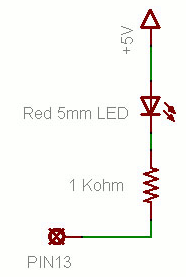 +5V
Red 5mm LED
1 Kohm
PIN13